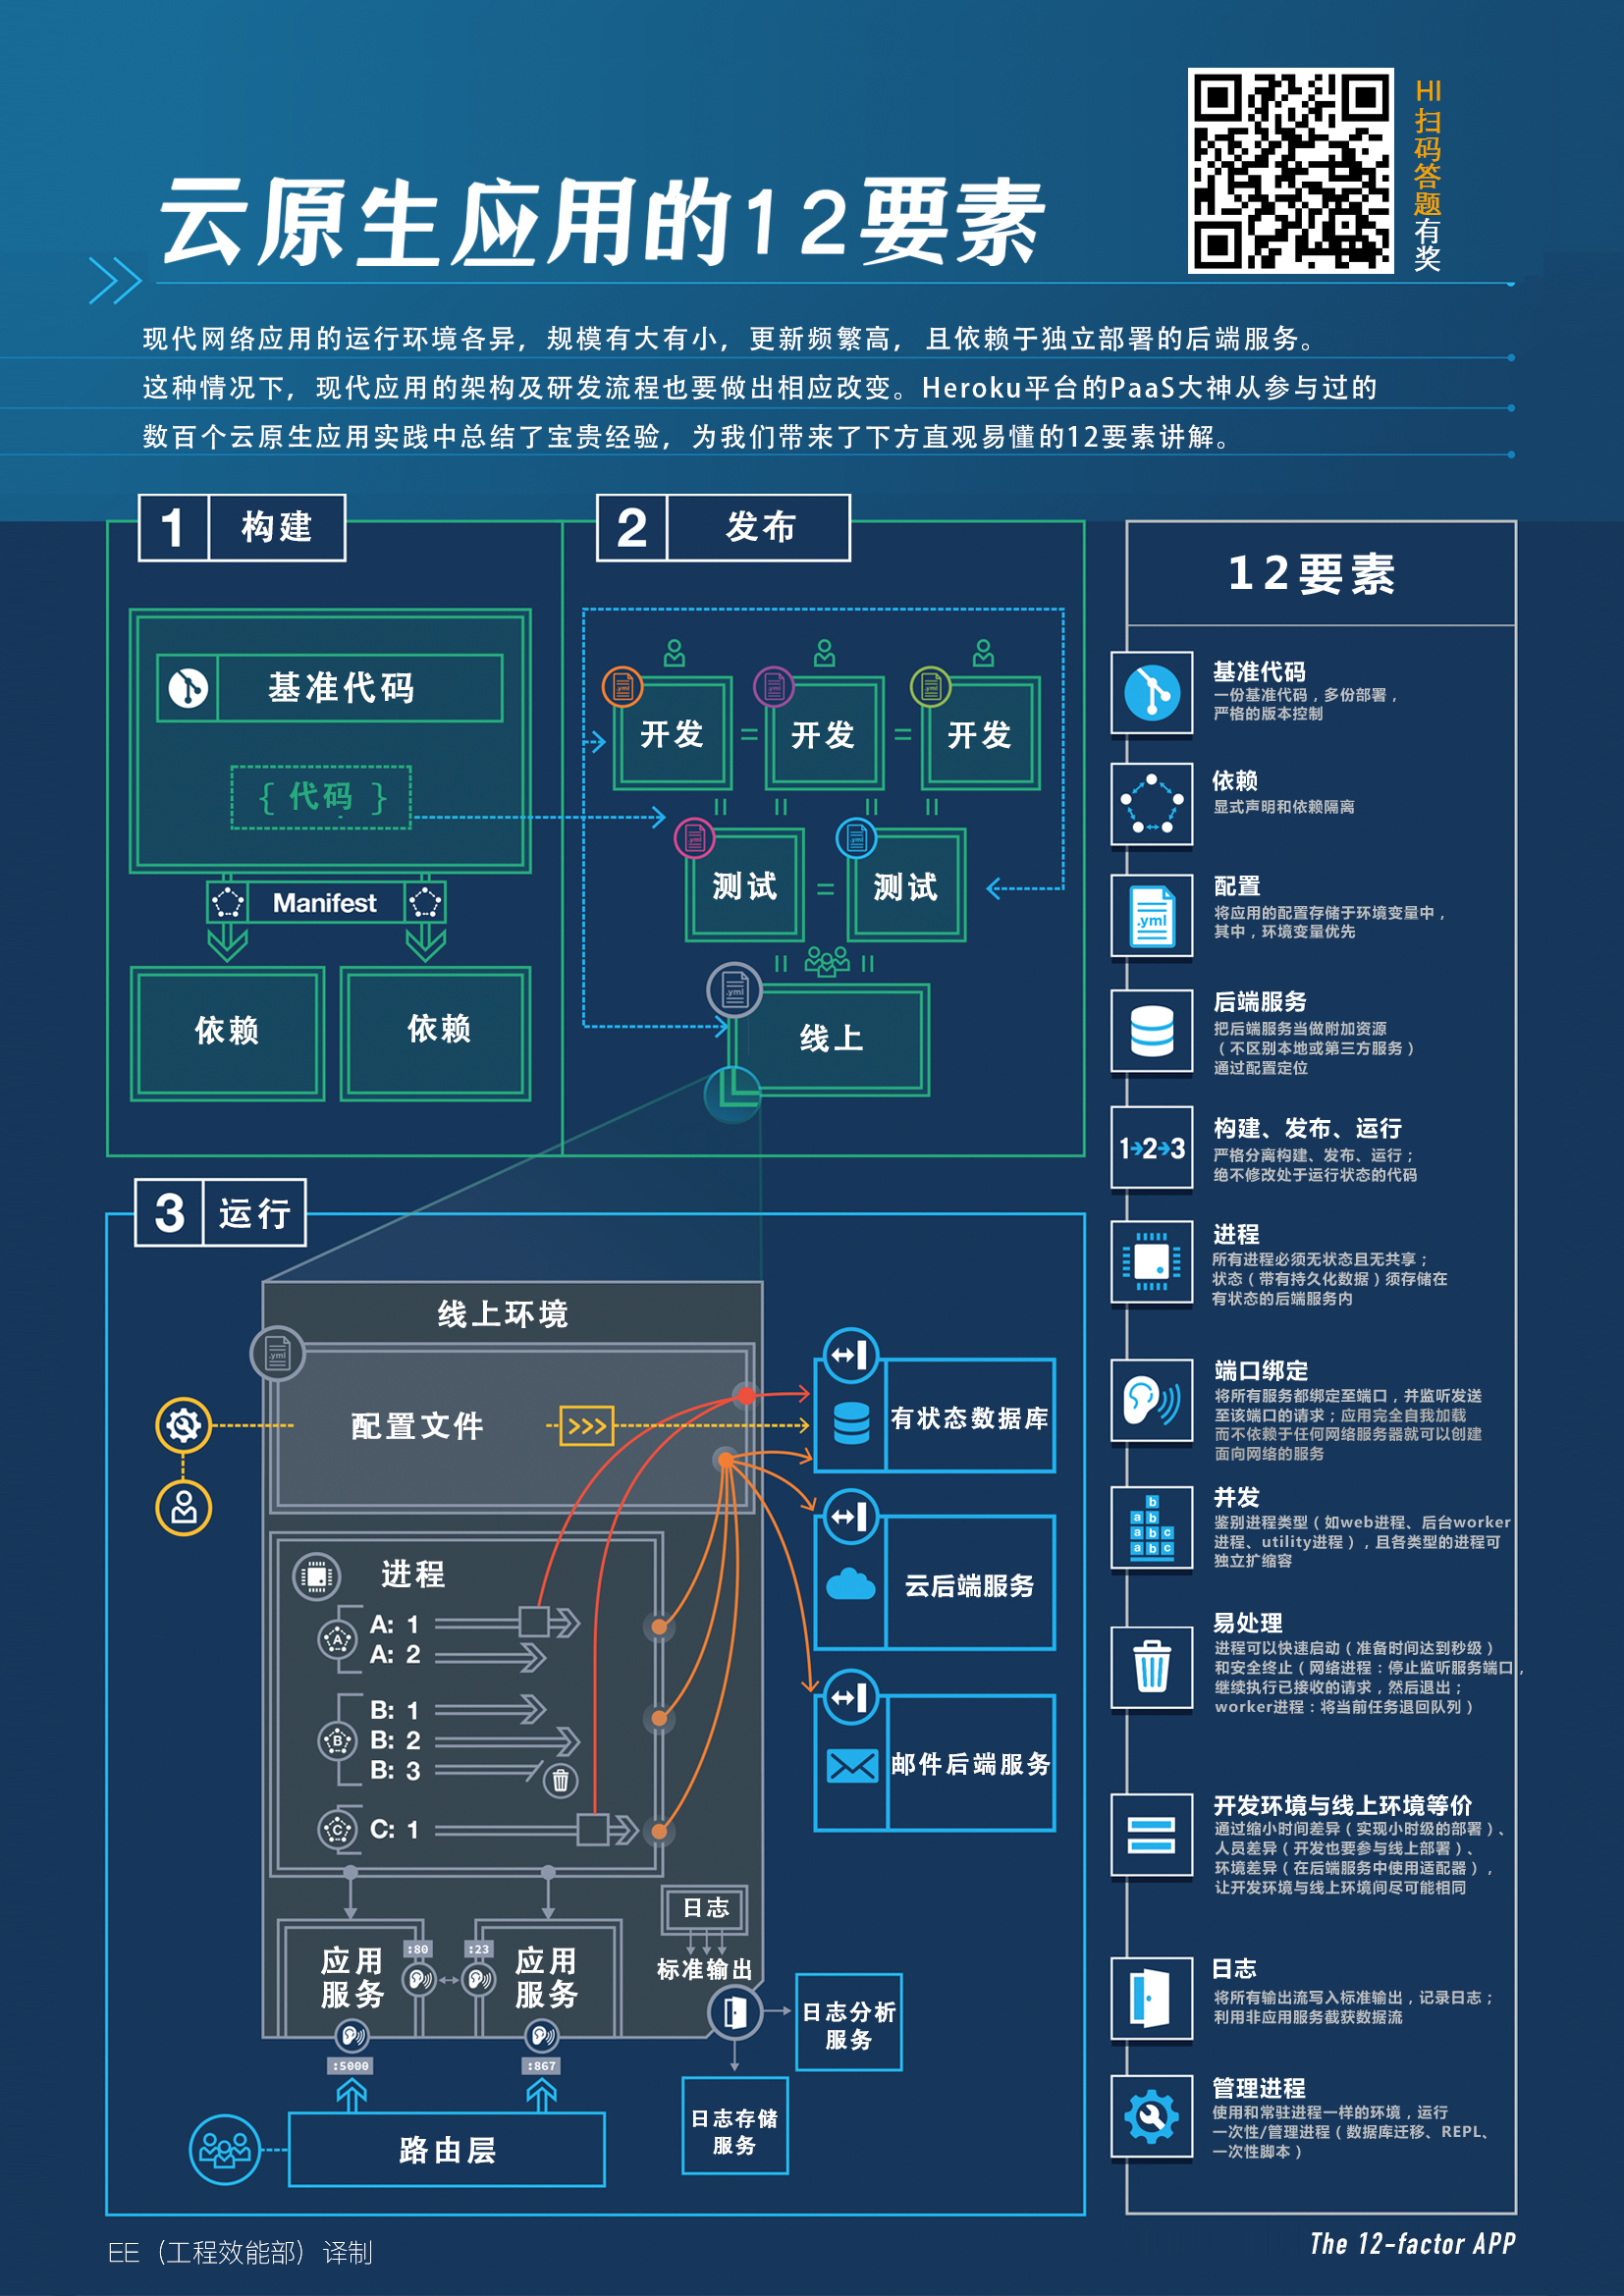 HI
扫码答题有奖
云原生应用的12要素
现代网络应用的运行环境各异，规模有大有小，更新频繁高，且依赖于独立部署的后端服务。
这种情况下，现代应用的架构及研发流程也要做出相应改变。Heroku平台的PaaS大神从参与过的
数百个云原生应用实践中总结了宝贵经验，为我们带来了下方直观易懂的12要素讲解。
1 构建
基准代码
{ 代码 }
Manifest
依赖
依赖
2 发布
.yml
开发
=
.yml
开发
=
.yml
开发
.yml
测试
=
.yml
测试
.yml
线上
3 运行
线上环境
.yml
配置文件
>>>
进程
A
A: 1
A: 2
B
B: 1
B: 2
B: 3
C
C: 1
有状态数据库
云后端服务
邮件后端服务
日志
标准输出
应用
服务
:80
:23
应用
服务
:5000
:867
日志分析
服务
日志存储
服务
路由层
12要素
基准代码
一份基准代码，多份部署，
严格的版本控制
依赖
显式声明和依赖隔离
.yml
配置
将应用的配置存储于环境变量中，
其中，环境变量优先
后端服务
把后端服务当做附加资源
（不区别本地或第三方服务）
通过配置定位
1→2→3
构建、发布、运行
严格分离构建、发布、运行；
绝不修改处于运行状态的代码
进程
所有进程必须无状态且无共享；
状态（带有持久化数据）须存储在
有状态的后端服务内
端口绑定
将所有服务都绑定至端口，并监听发送
至该端口的请求；应用完全自我加载
而不依赖于任何网络服务器就可以创建
面向网络的服务
b
a b
a b c
a b c
并发
鉴别进程类型（如web进程、后台worker
进程、utility进程），且各类型的进程可
独立扩缩容
易处理
进程可以快速启动（准备时间达到秒级）
和安全终止（网络进程：停止监听服务端口，
继续执行已接收的请求，然后退出；
worker进程：将当前任务退回队列）
开发环境与线上环境等价
通过缩小时间差异（实现小时级的部署）、
人员差异（开发也要参与线上部署）、
环境差异（在后端服务中使用适配器），
让开发环境与线上环境间尽可能相同
日志
将所有输出流写入标准输出，记录日志；
利用非应用服务截获数据流
管理进程
使用和常驻进程一样的环境，运行
一次性/管理进程（数据库迁移、REPL、
一次性脚本）
EE（工程效能部）译制
The 12-factor APP